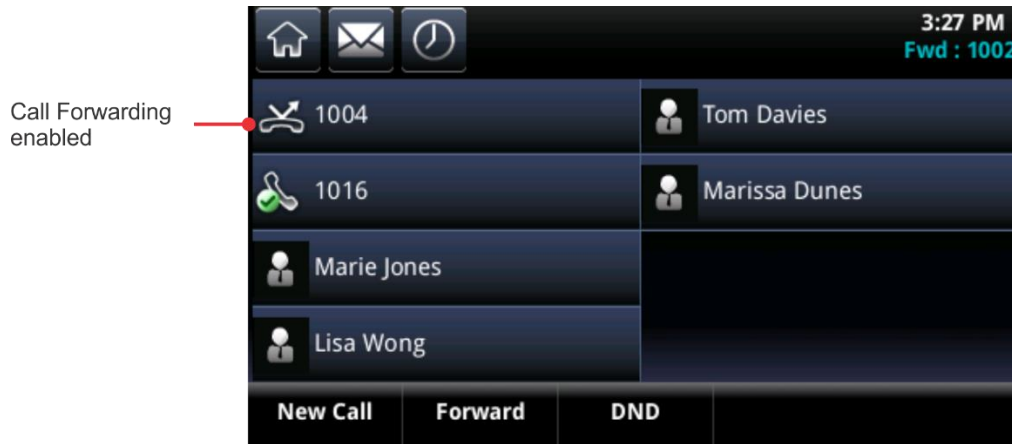 3:27 PM
Fwd : 1002
Call Forwarding
enabled
1004
Tom Davies
1016
Marissa Dunes
Marie Jones
Lisa Wong
New Call
Forward
DND